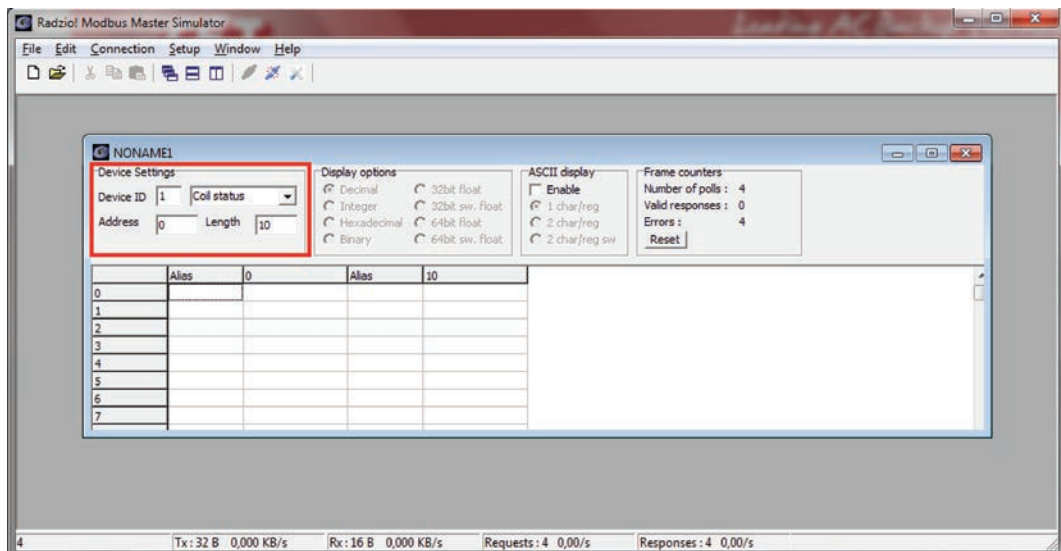 Radzio! Modbus Master Simulator
File Edit Connection Setup Window Help
NONAME1
Device Settings
Device ID 1 Coil status
Address 0 Length 10
Display options
Decimal 32bit float
Integer 32bit sw. float
Hexadecimal 64bit float
Binary 64bit sw. float
ASCII display
Enable
1 char/reg
2 char/reg
2 char/reg sw
Frame counters
Number of polls : 4
Valid responses : 0
Errors : 4
Reset
Alias 0 Alias 10
0
1
2
3
4
5
6
7
4 Tx : 32 B 0,000 KB/s Rx : 16 B 0,000 KB/s Requests : 4 0,00/s Responses : 4 0,00/s